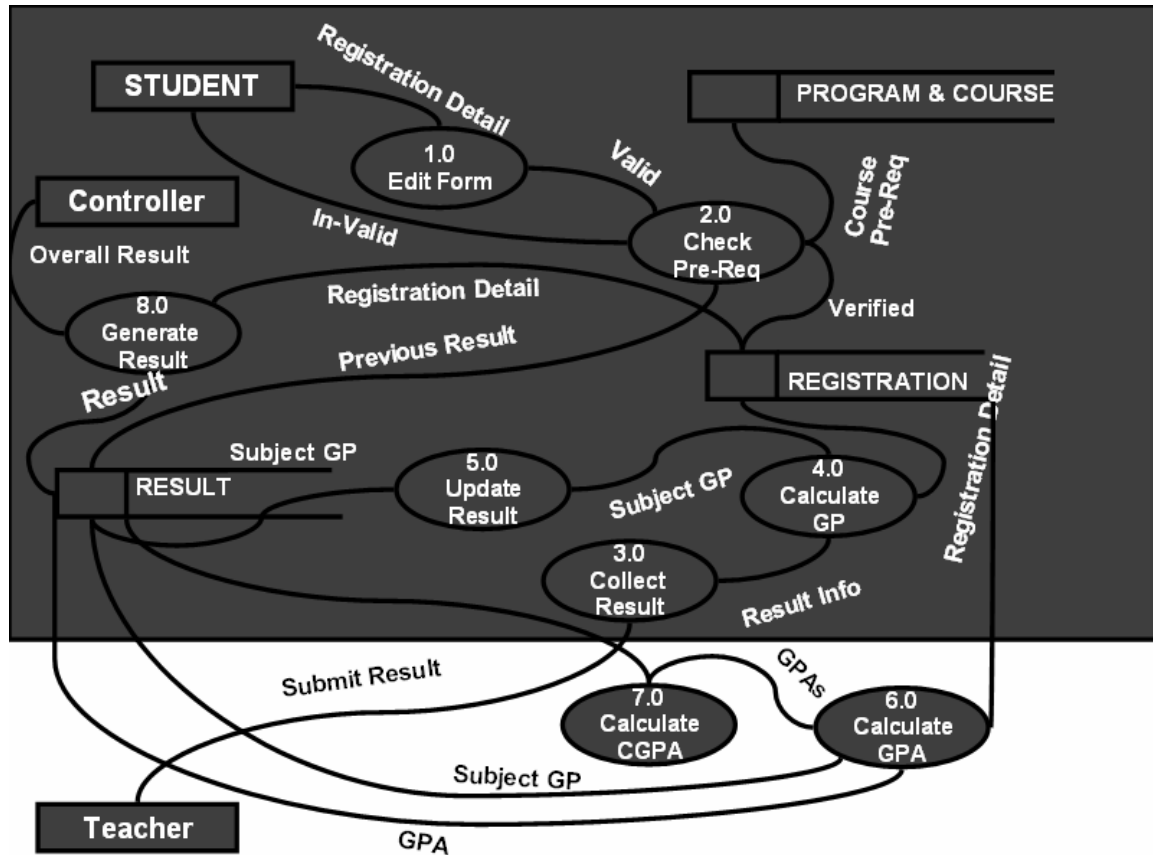 Registration Detail
STUDENT
PROGRAM & COURSE
1.0
Edit Form
Valid
Course
Pre-Req
Controller
In-Valid
2.0
Check
Pre-Req
Overall Result
Registration Detail
8.0
Generate
Result
Verified
Previous Result
Result
REGISTRATION
Registration Detail
Subject GP
RESULT
5.0
Update
Result
Subject GP
4.0
Calculate
GP
3.0
Collect
Result
Result Info
Submit Result
GPAs
7.0
Calculate
CGPA
6.0
Calculate
GPA
Subject GP
Teacher
GPA